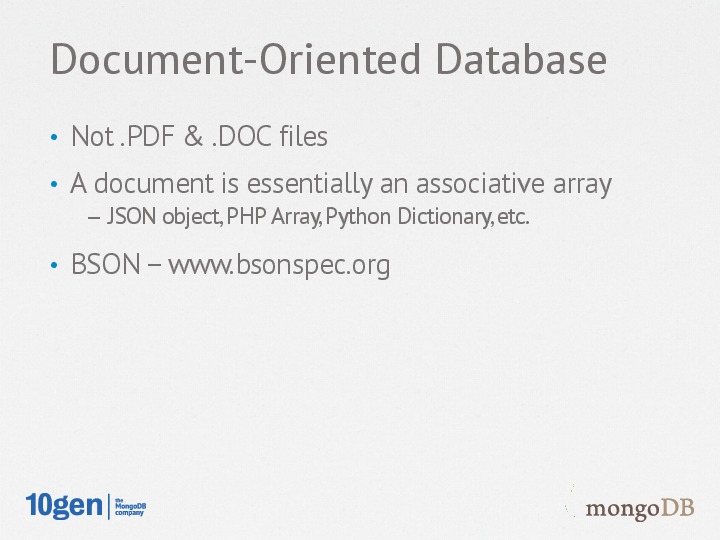 Document-Oriented Database
• Not .PDF & .DOC files
• A document is essentially an associative array
– JSON object, PHP Array, Python Dictionary, etc.
• BSON – www.bsonspec.org
10gen
the
MongoDB
company
mongoDB